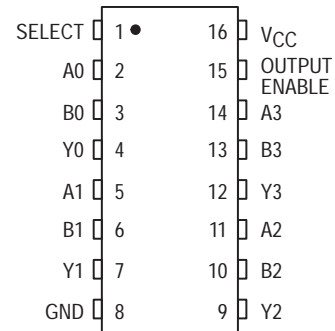 SELECT 1 16 VCC
A0 2 15 OUTPUT ENABLE
B0 3 14 A3
Y0 4 13 B3
A1 5 12 Y3
B1 6 11 A2
Y1 7 10 B2
GND 8 9 Y2